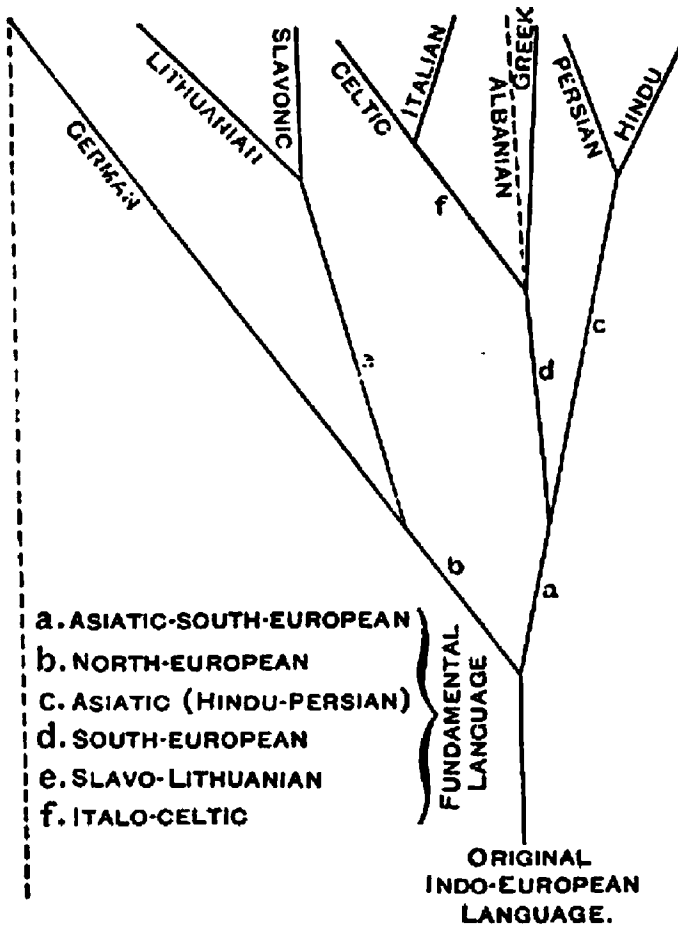 GERMAN
LITHUANIAN
SLAVONIC
CELTIC
ITALIAN
ALBANIAN
GREEK
PERSIAN
HINDU
f
e
d
c
b
a
a. ASIATIC-SOUTH-EUROPEAN
b. NORTH-EUROPEAN
c. ASIATIC (HINDU-PERSIAN)
d. SOUTH-EUROPEAN
e. SLAVO-LITHUANIAN
f. ITALO-CELTIC
FUNDAMENTAL
LANGUAGE
ORIGINAL
INDO-EUROPEAN
LANGUAGE.